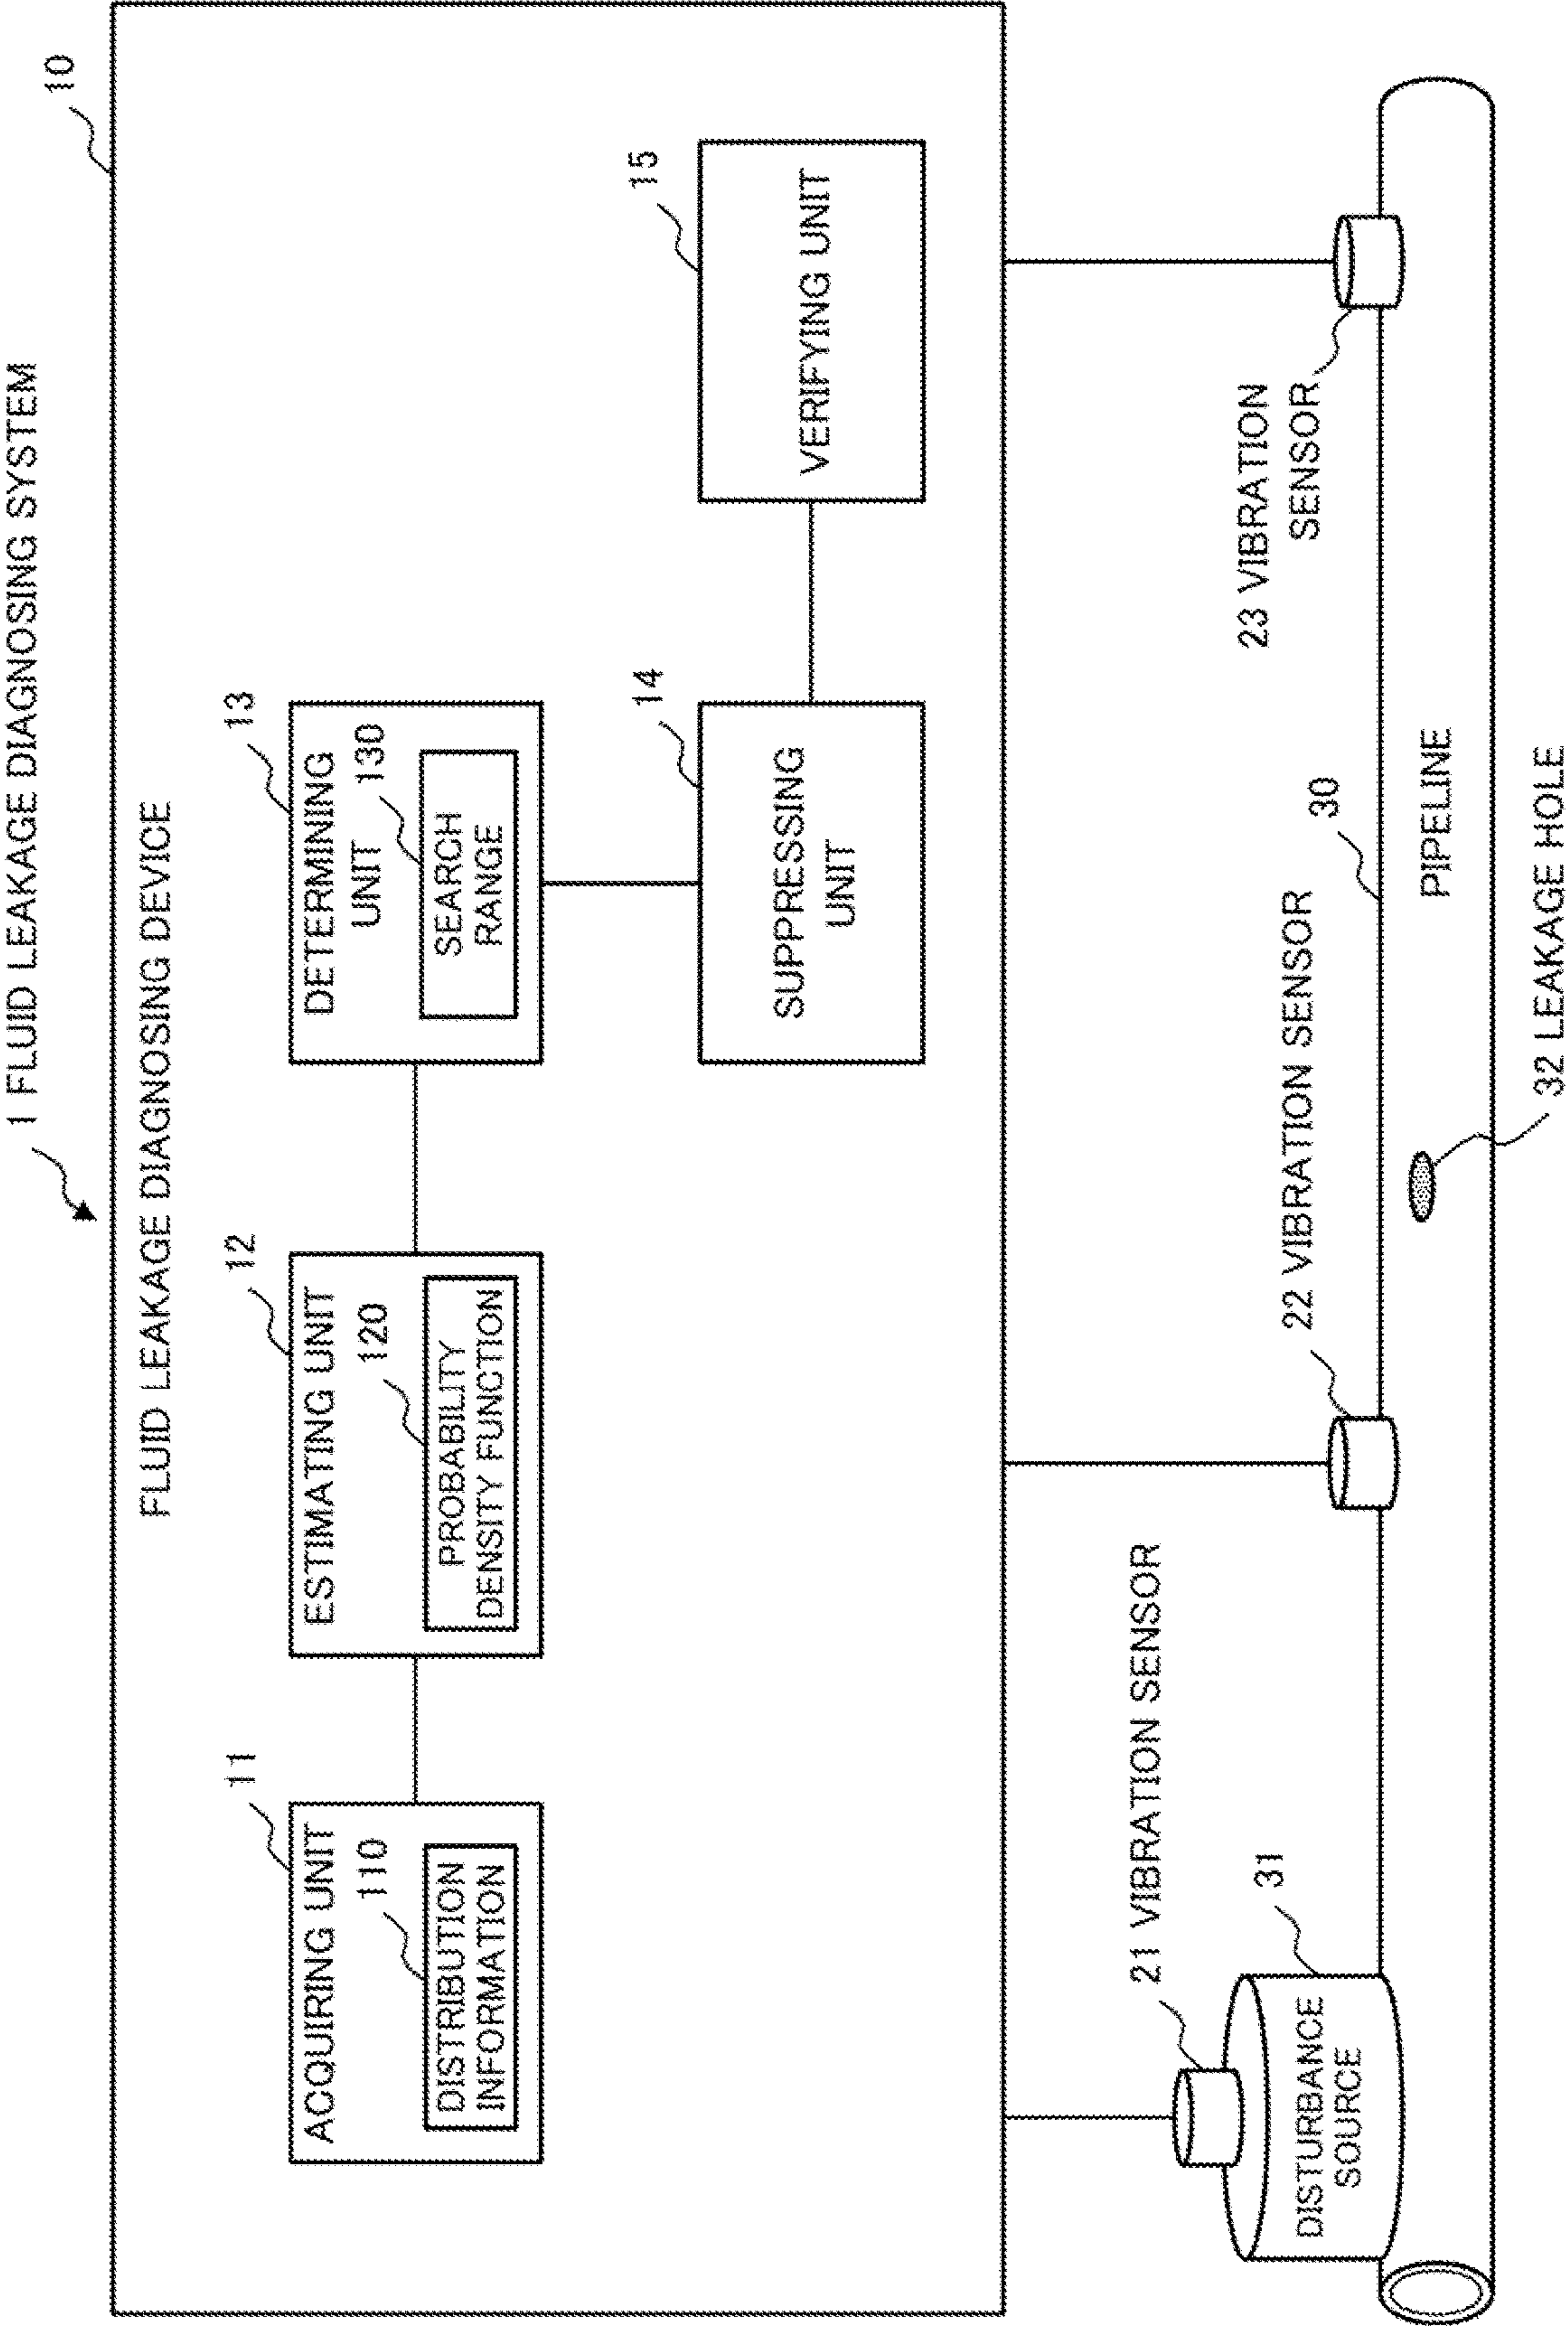 1 FLUID LEAKAGE DIAGNOSING SYSTEM
10
FLUID LEAKAGE DIAGNOSING DEVICE
11
ACQUIRING UNIT
110
DISTRIBUTION
INFORMATION
12
ESTIMATING UNIT
120
PROBABILITY
DENSITY FUNCTION
13
DETERMINING
UNIT
130
SEARCH
RANGE
14
SUPPRESSING
UNIT
15
VERIFYING UNIT
21 VIBRATION SENSOR
22 VIBRATION SENSOR
23 VIBRATION
SENSOR
31
DISTURBANCE
SOURCE
30
PIPELINE
32 LEAKAGE HOLE